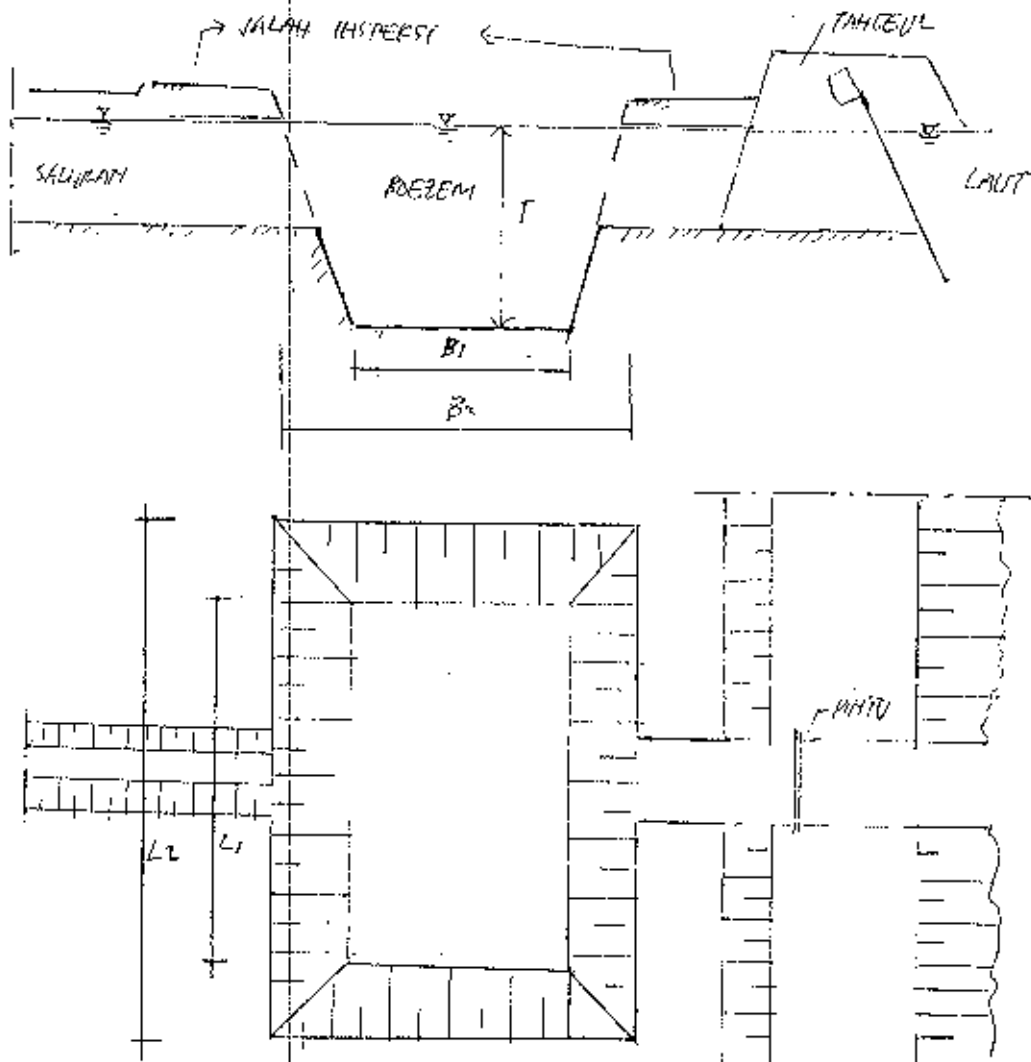 JALAN INSPEKSI
TANGGUL
SALURAN
BOEZEM
T
LAUT
B1
B2
PINTU
L2
L1